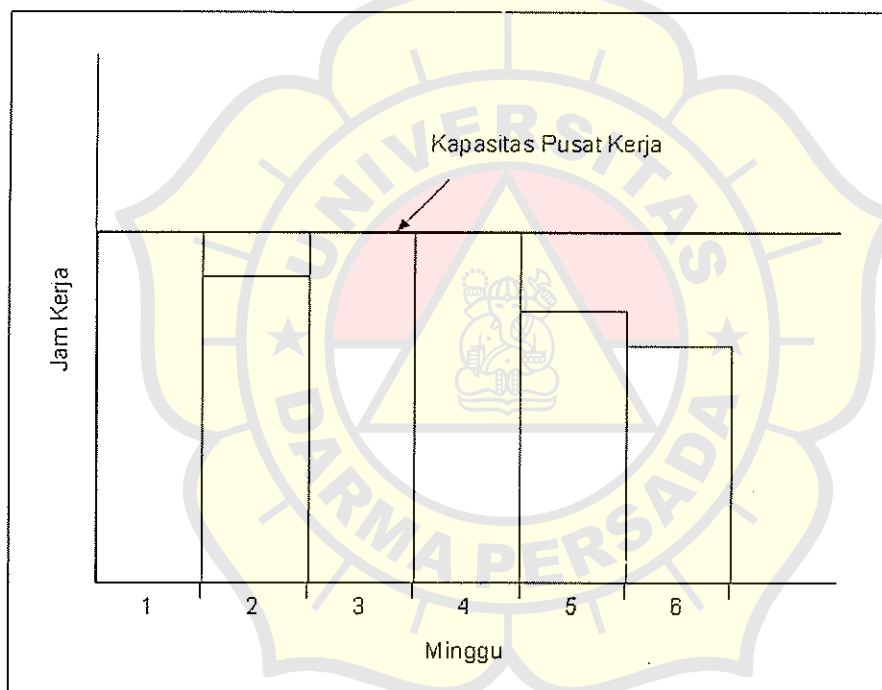 UNIVERSITAS
DARMA PERSADA
Kapasitas Pusat Kerja
Jam Kerja
1 2 3 4 5 6
Minggu